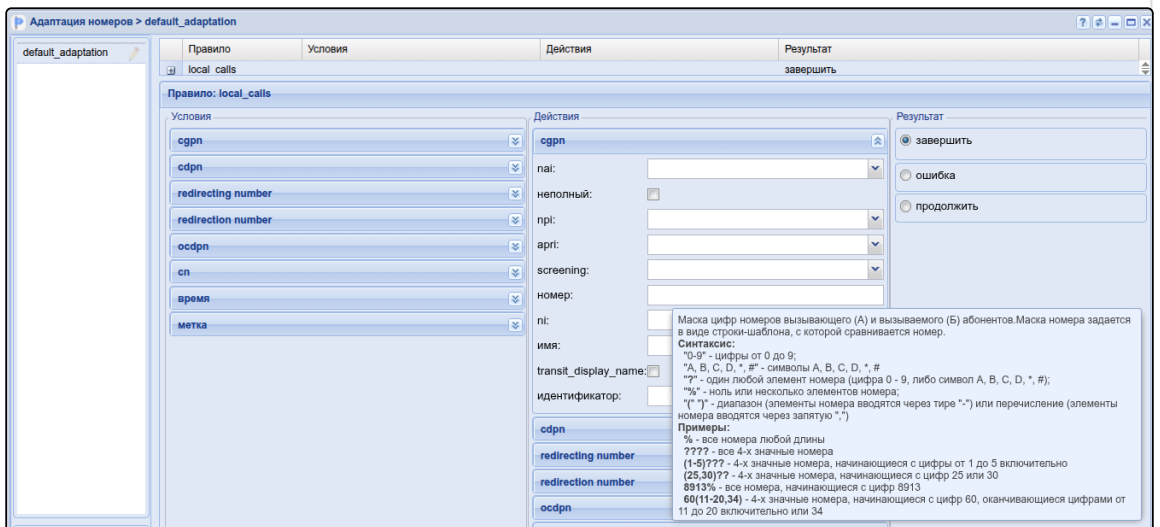 Адаптация номеров > default_adaptation
default_adaptation
Правило Условия Действия Результат
local_calls завершить
Правило: local_calls
Условия Действия Результат
cgpn cgpn завершить
cdpn nai: ошибка
redirecting number неполный:
redirection number npi: продолжить
ocdpn apri:
сп screening:
время номер:
метка ni:
имя:
transit_display_name:
идентификатор:
cdpn
redirecting number
redirection number
ocdpn
Маска цифр номеров вызывающего (А) и вызываемого (Б) абонентов.Маска номера задается
в виде строки-шаблона, с которой сравнивается номер.
Синтаксис:
"0-9" - цифры от 0 до 9;
"A, B, C, D, *, #" - символы A, B, C, D, *, #
"?" - один любой элемент номера (цифра 0 - 9, либо символ A, B, C, D, *, #);
"%" - ноль или несколько элементов номера;
"(" ")" - диапазон (элементы номера вводятся через тире "-") или перечисление (элементы
номера вводятся через запятую ",")
Примеры:
% - все номера любой длины
???? - все 4-х значные номера
(1-5)??? - 4-х значные номера, начинающиеся с цифры от 1 до 5 включительно
(25,30)?? - 4-х значные номера, начинающиеся с цифр 25 или 30
8913% - все номера, начинающиеся с цифр 8913
60(11-20,34) - 4-х значные номера, начинающиеся с цифр 60, оканчивающиеся цифрами от
11 до 20 включительно или 34